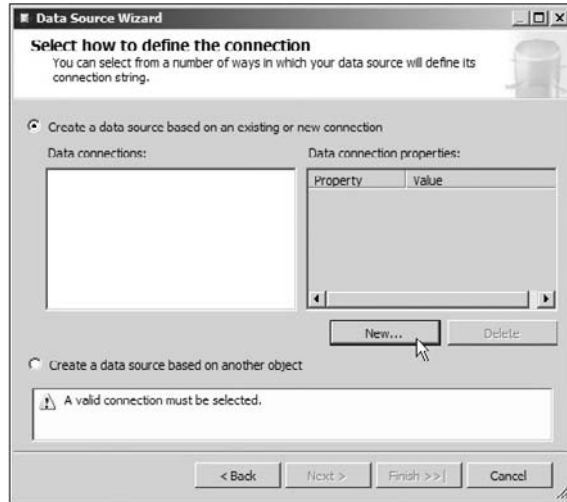 Data Source Wizard
Select how to define the connection
You can select from a number of ways in which your data source will define its
connection string.
Create a data source based on an existing or new connection
Data connections:
Data connection properties:
Property Value
New... Delete
Create a data source based on another object
A valid connection must be selected.
< Back Next > Finish >>| Cancel